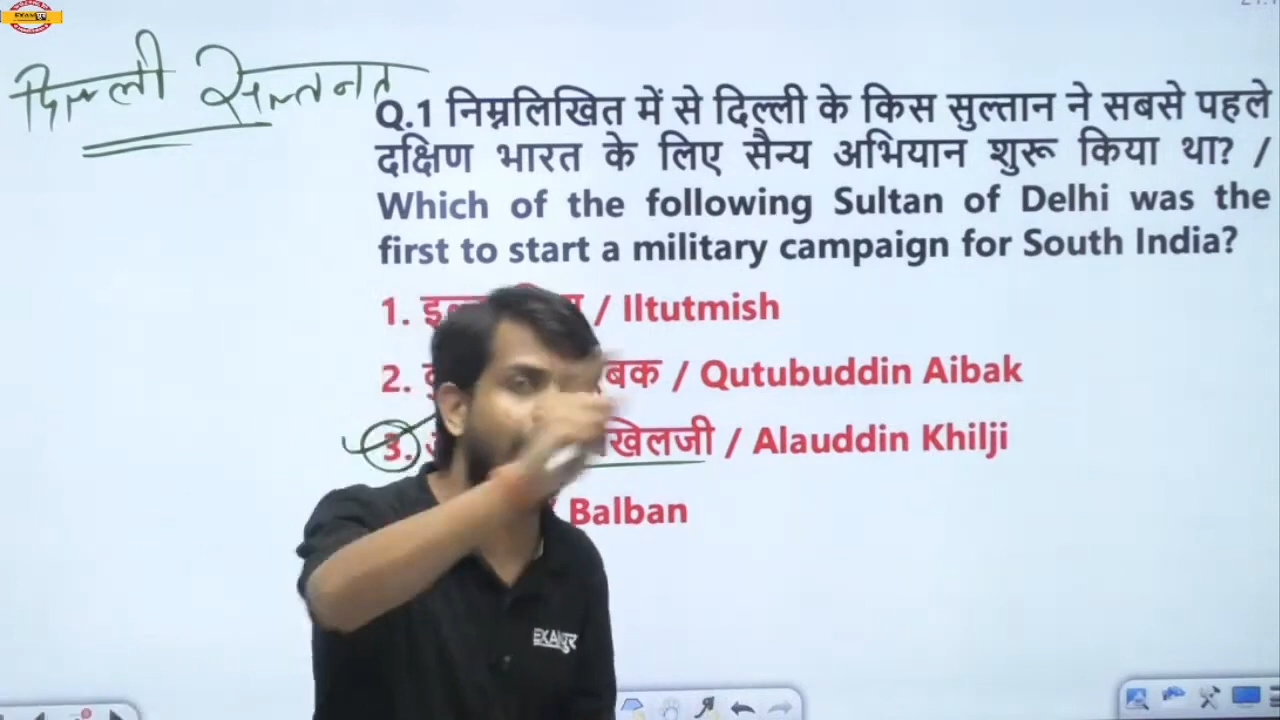 दिल्ली सल्तनत
Q.1 निम्नलिखित में से दिल्ली के किस सुल्तान ने सबसे पहले
दक्षिण भारत के लिए सैन्य अभियान शुरू किया था? /
Which of the following Sultan of Delhi was the
first to start a military campaign for South India?
1. / Iltutmish
2. / Qutubuddin Aibak
3. खिलजी / Alauddin Khilji
/ Balban
EXAMPUR